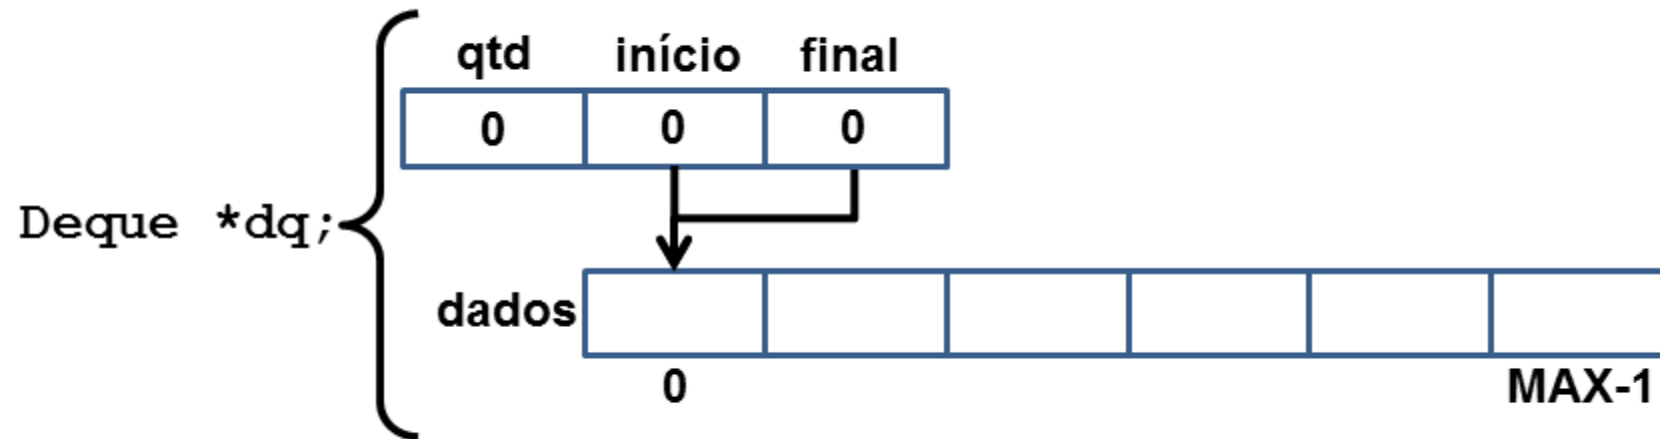 qtd início final
0 0 0
Deque *dq;
dados
0 MAX-1